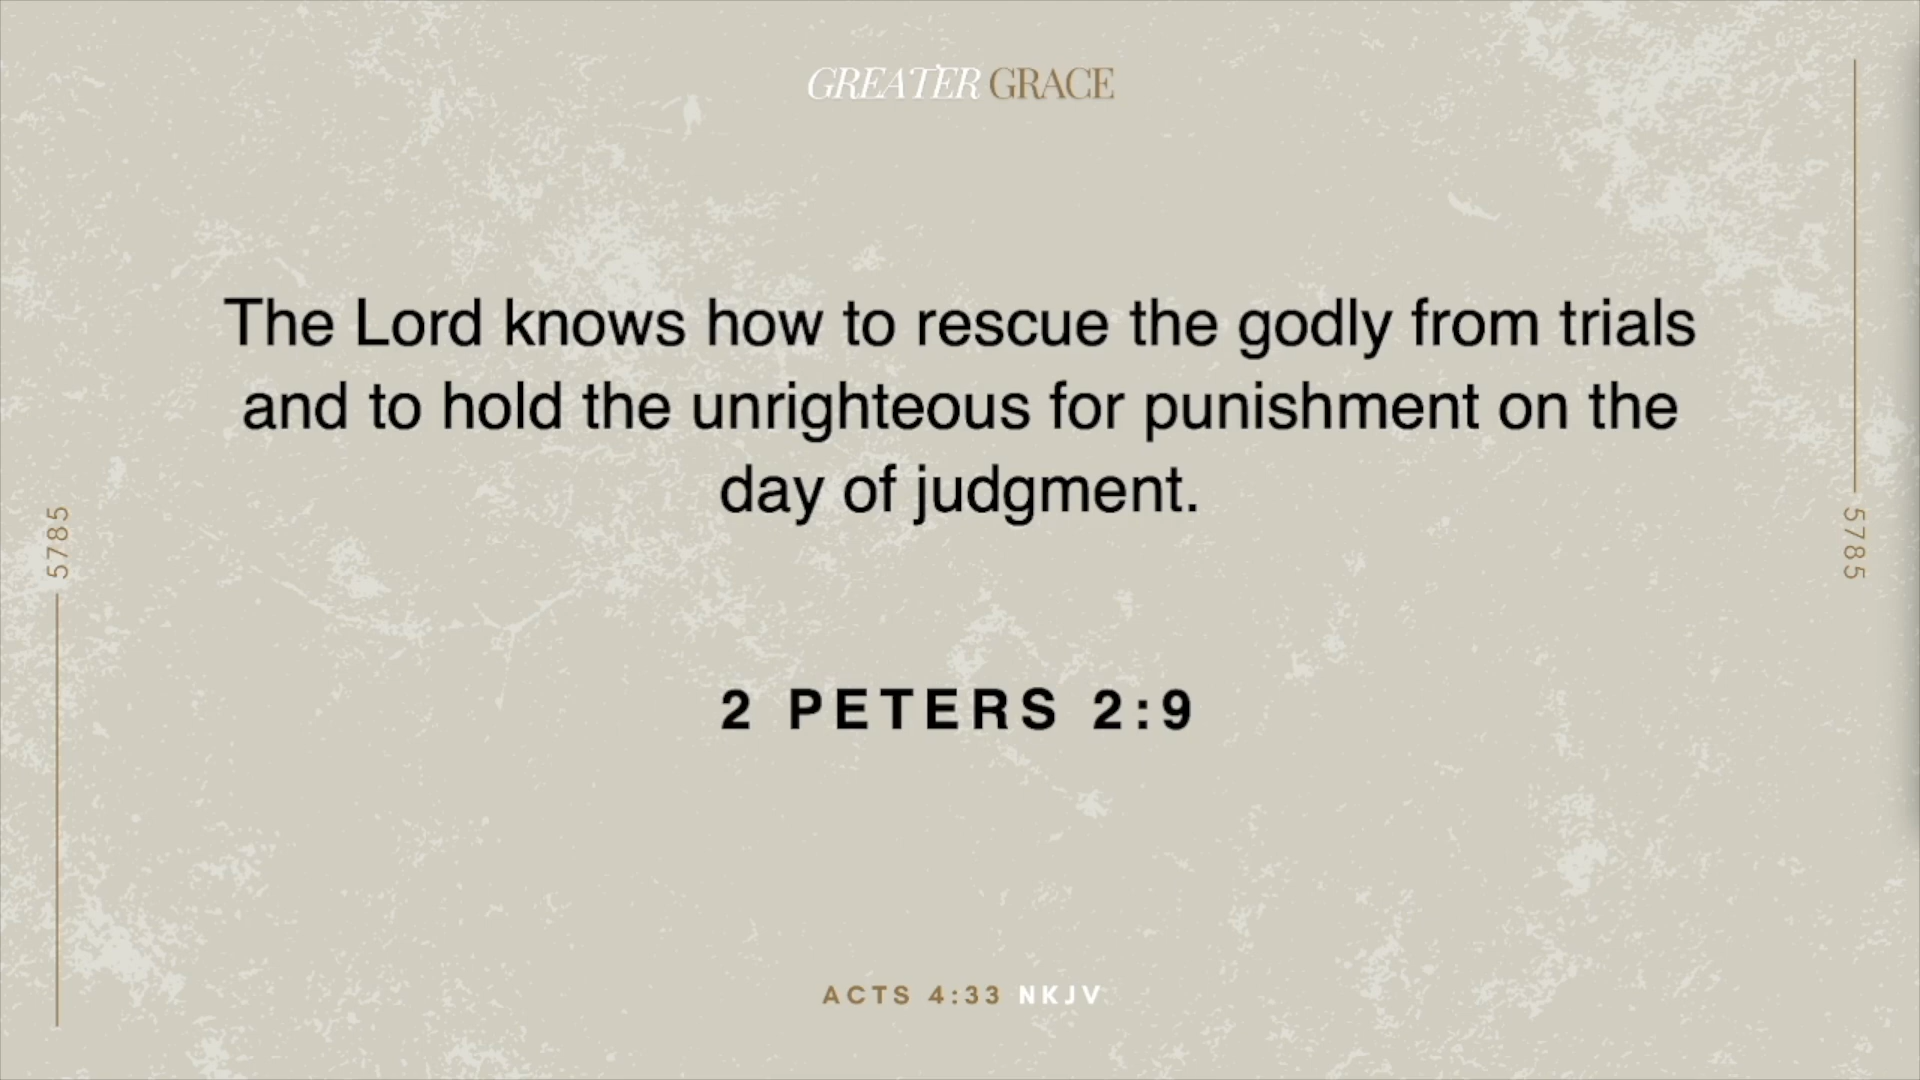 GREATER GRACE
The Lord knows how to rescue the godly from trials
and to hold the unrighteous for punishment on the
day of judgment.
5785
5785
2 PETERS 2:9
ACTS 4:33 NKJV